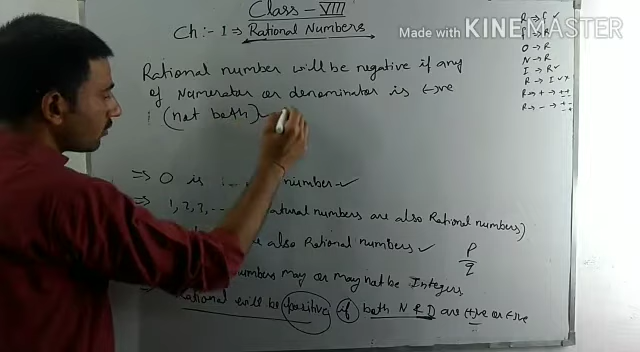 Class - VIII
Ch:- 1 ⇒ Rational Numbers
Made with KINEMASTER
Rational number will be negative if any
of Numerator or denominator is (-)ve
(not both)
⇒ 0 is number ✓
⇒ 1, 2, 3, -- natural numbers are also Rational numbers)
are also Rational numbers ✓
P
q
numbers may or may not be Integers
⇒ Rational will be positive if both N & D are +ve or -ve
O → R
N → R
I → R ✓
R → I ✓ x
R → + →
R → - →